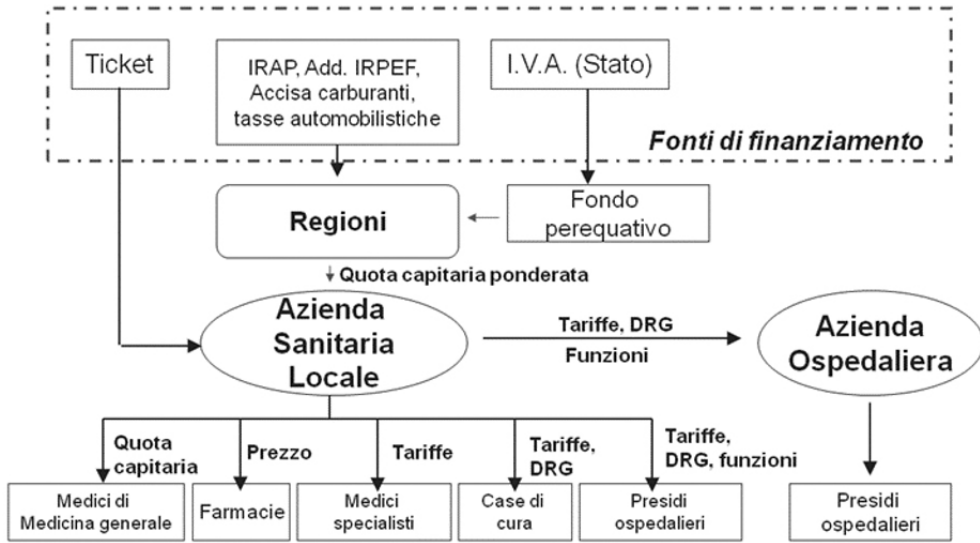 Ticket
IRAP, Add. IRPEF,
Accisa carburanti,
tasse automobilistiche
I.V.A. (Stato)
Fonti di finanziamento
Regioni
Fondo
perequativo
Quota capitaria ponderata
Azienda
Sanitaria
Locale
Tariffe, DRG
Funzioni
Azienda
Ospedaliera
Quota
capitaria
Prezzo
Tariffe
Tariffe,
DRG
Tariffe,
DRG, funzioni
Medici di
Medicina generale
Farmacie
Medici
specialisti
Case di
cura
Presidi
ospedalieri
Presidi
ospedalieri